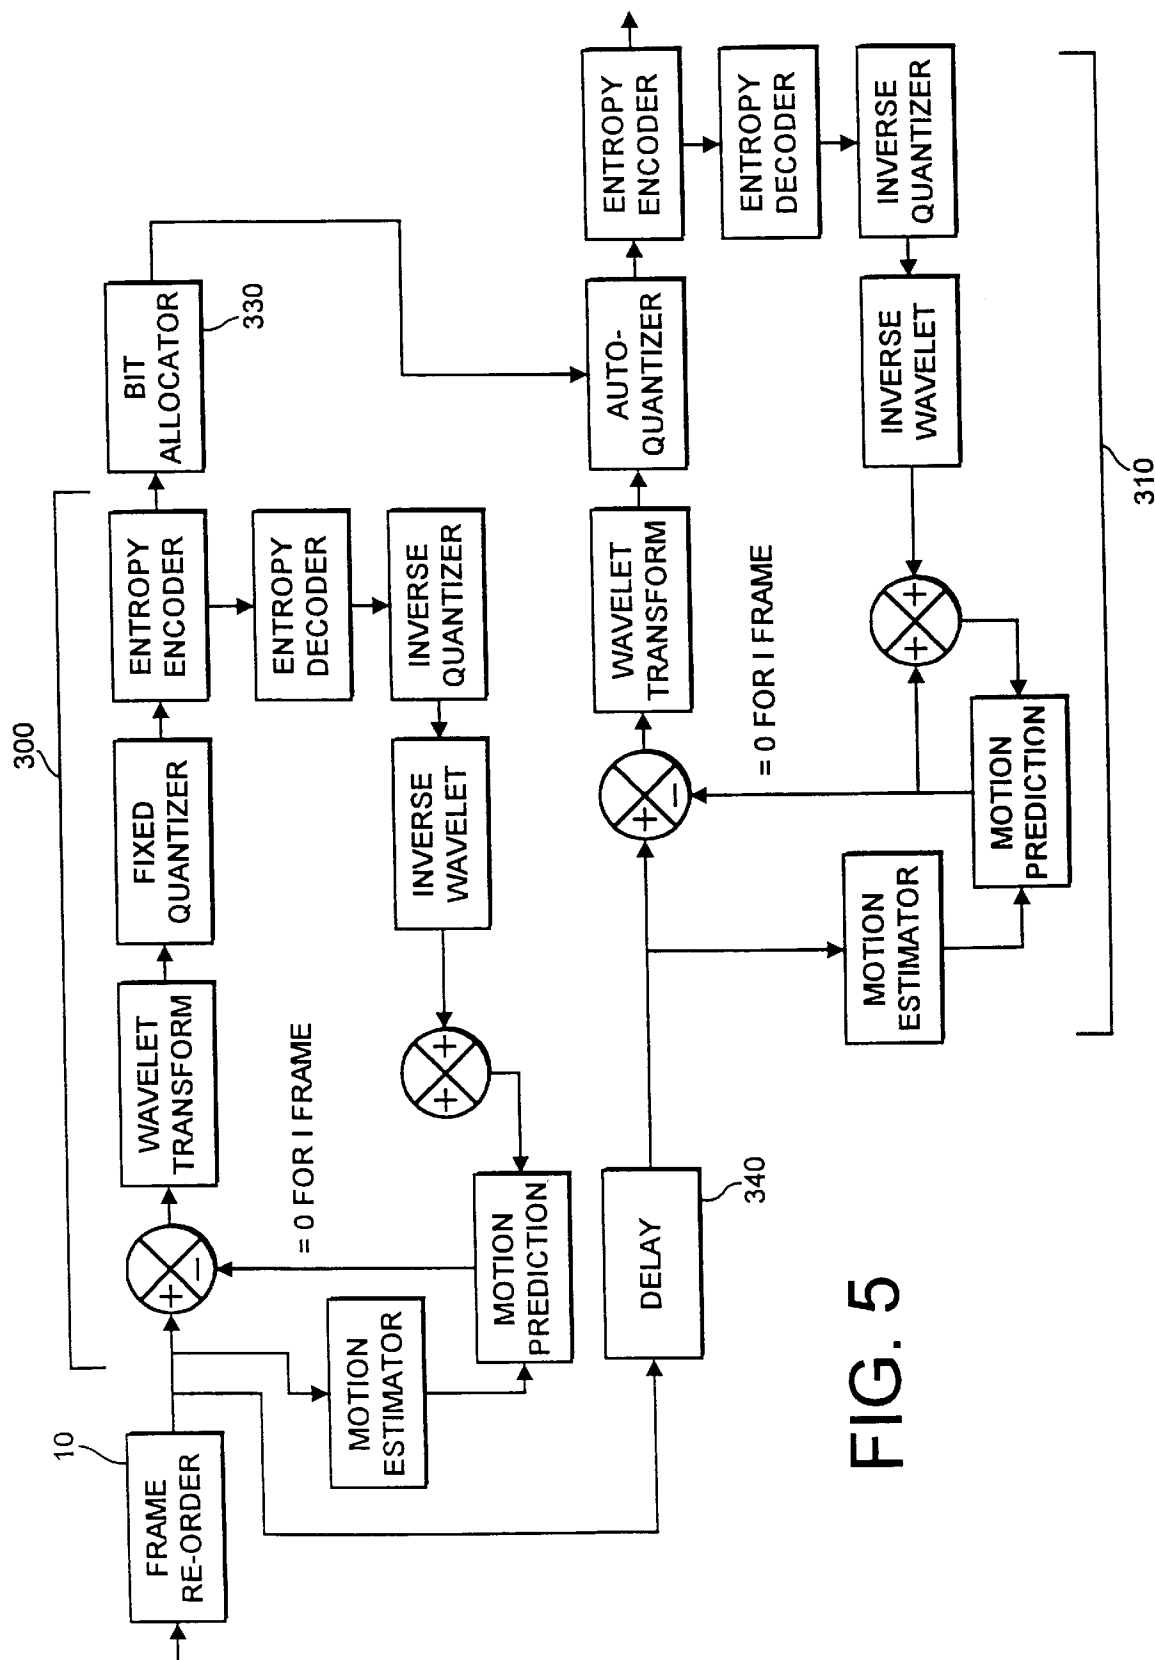 300
10
FRAME
RE-ORDER
WAVELET
TRANSFORM
FIXED
QUANTIZER
ENTROPY
ENCODER
BIT
ALLOCATOR
330
+
−
= 0 FOR I FRAME
ENTROPY
DECODER
INVERSE
QUANTIZER
INVERSE
WAVELET
+
+
MOTION
ESTIMATOR
MOTION
PREDICTION
DELAY
340
+
−
WAVELET
TRANSFORM
AUTO-
QUANTIZER
ENTROPY
ENCODER
= 0 FOR I FRAME
ENTROPY
DECODER
INVERSE
QUANTIZER
INVERSE
WAVELET
+
+
MOTION
ESTIMATOR
MOTION
PREDICTION
310
FIG. 5